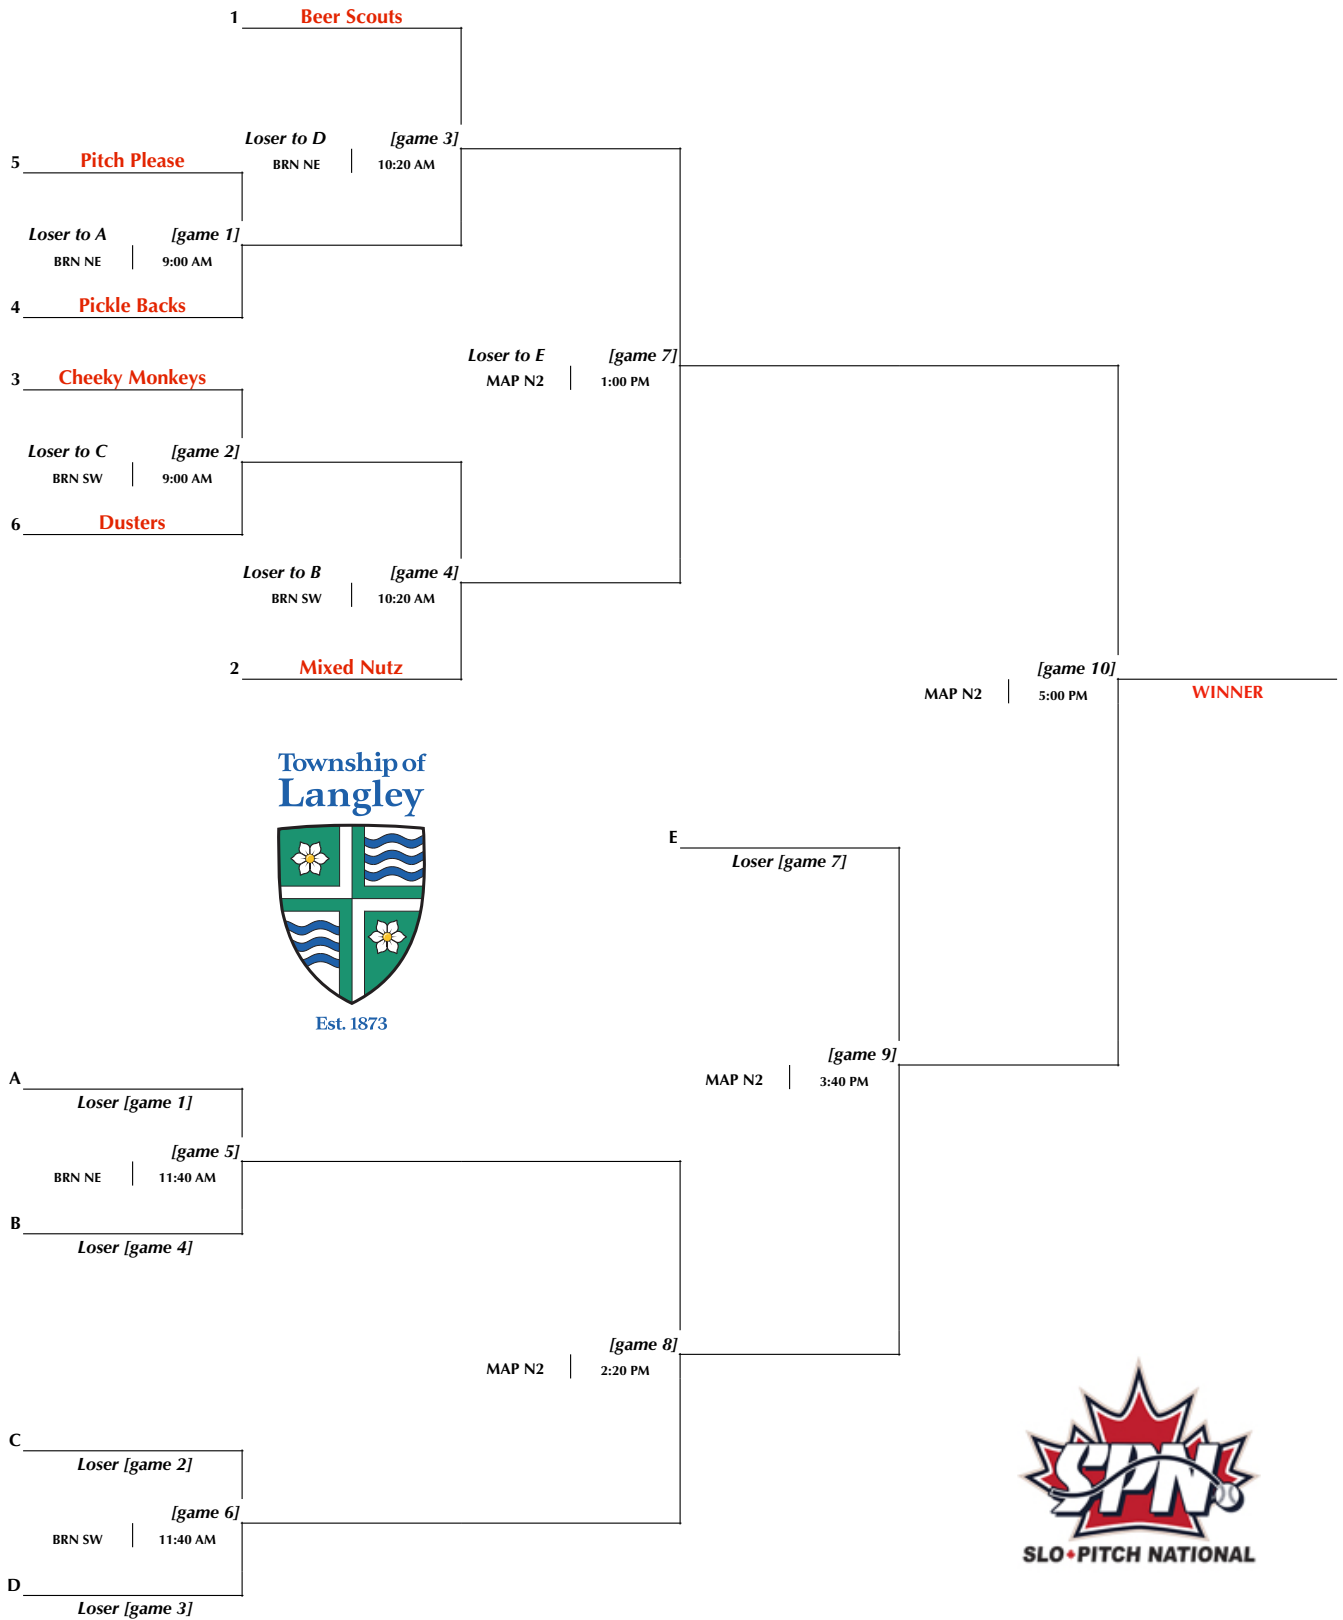 1 Beer Scouts
Loser to D [game 3]
BRN NE 10:20 AM
5 Pitch Please
Loser to A [game 1]
BRN NE 9:00 AM
4 Pickle Backs
Loser to E [game 7]
MAP N2 1:00 PM
3 Cheeky Monkeys
Loser to C [game 2]
BRN SW 9:00 AM
6 Dusters
Loser to B [game 4]
BRN SW 10:20 AM
2 Mixed Nutz
[game 10]
MAP N2 5:00 PM
WINNER
Township of
Langley
Est. 1873
E
Loser [game 7]
[game 9]
MAP N2 3:40 PM
A
Loser [game 1]
[game 5]
BRN NE 11:40 AM
B
Loser [game 4]
[game 8]
MAP N2 2:20 PM
C
Loser [game 2]
[game 6]
BRN SW 11:40 AM
D
Loser [game 3]
SPN
SLO PITCH NATIONAL